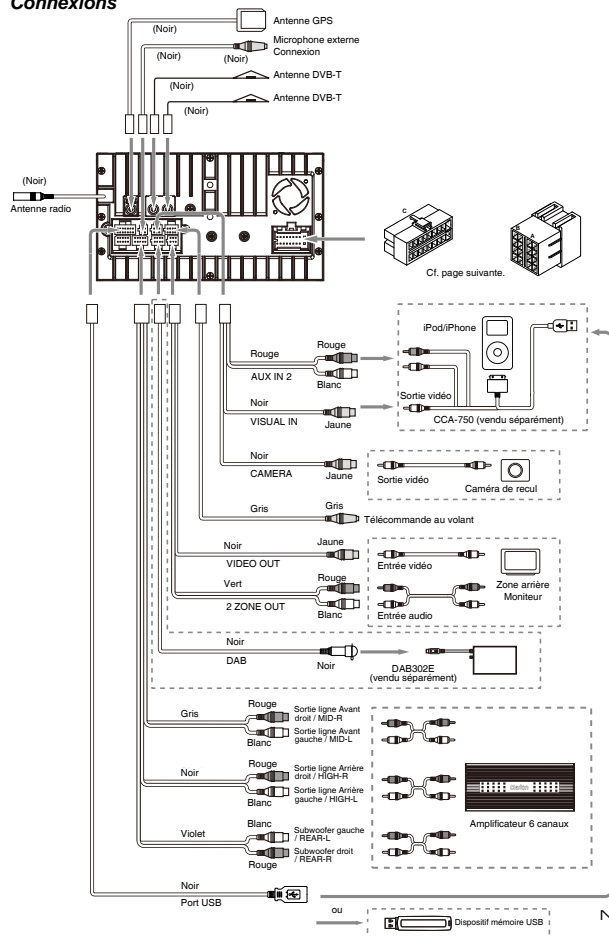 Connexions
Antenne GPS
(Noir)
Microphone externe
Connexion
(Noir)
(Noir)
Antenne DVB-T
(Noir)
Antenne DVB-T
(Noir)
(Noir)
Antenne radio
C
B
A
Cf. page suivante.
iPod/iPhone
Rouge
Rouge
AUX IN 2
Blanc
Sortie vidéo
Noir
VISUAL IN
Jaune
CCA-750 (vendu séparément)
Noir
CAMERA
Jaune
Sortie vidéo
Caméra de recul
Gris
Gris
Télécommande au volant
Noir
Jaune
VIDEO OUT
Entrée vidéo
Vert
Rouge
Zone arrière
Moniteur
2 ZONE OUT
Blanc
Entrée audio
Noir
DAB
Noir
DAB302E
(vendu séparément)
Rouge
Gris
Sortie ligne Avant
droit / MID-R
Sortie ligne Avant
gauche / MID-L
Blanc
Rouge
Noir
Sortie ligne Arrière
droit / HIGH-R
Sortie ligne Arrière
gauche / HIGH-L
Blanc
clarion
Amplificateur 6 canaux
Blanc
Violet
Subwoofer gauche
/ REAR-L
Subwoofer droit
/ REAR-R
Rouge
Noir
Port USB
ou
Dispositif mémoire USB